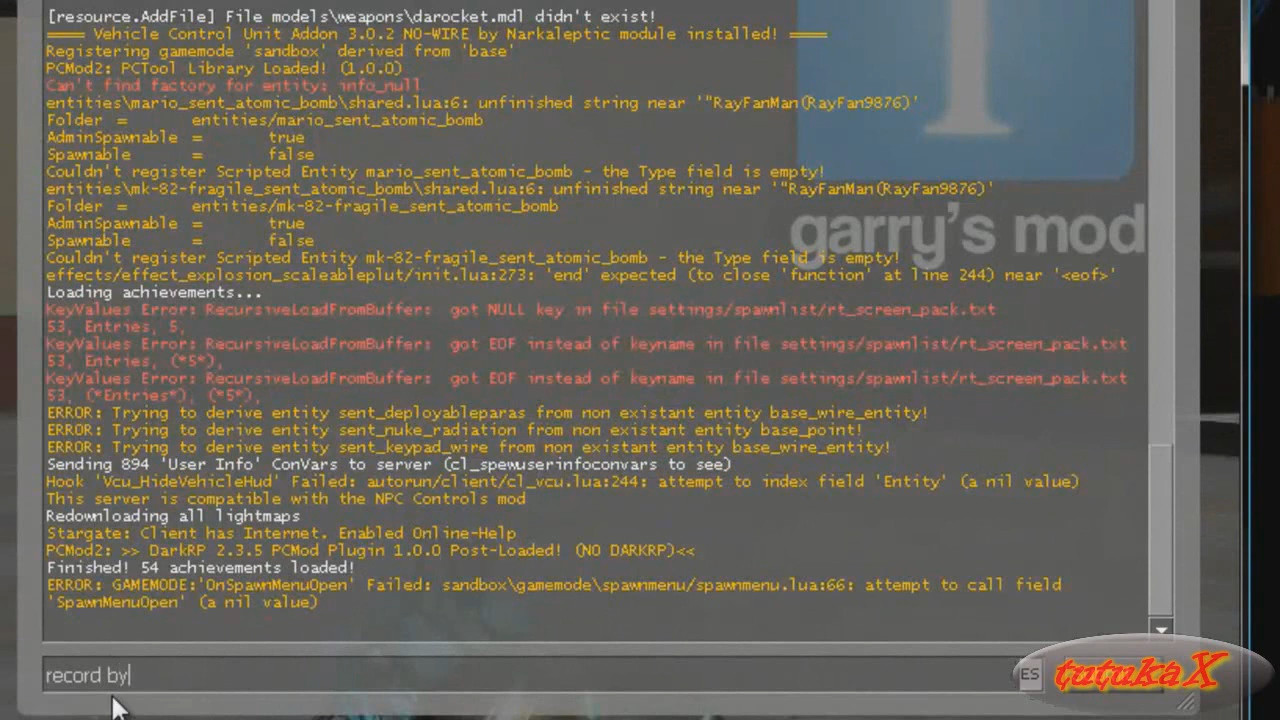 [resource.AddFile] File models\weapons\darocket.mdl didn't exist!
==== Vehicle Control Unit Addon 3.0.2 NO-WIRE by Narkaleptic module installed! ====
Registering gamemode 'sandbox' derived from 'base'
PCMod2: PCTool Library Loaded! (1.0.0)
Can't find factory for entity: info_null
entities\mario_sent_atomic_bomb\shared.lua:6: unfinished string near '"RayFanMan(RayFan9876)'
Folder = entities/mario_sent_atomic_bomb
AdminSpawnable = true
Spawnable = false
Couldn't register Scripted Entity mario_sent_atomic_bomb - the Type field is empty!
entities\mk-82-fragile_sent_atomic_bomb\shared.lua:6: unfinished string near '"RayFanMan(RayFan9876)'
Folder = entities/mk-82-fragile_sent_atomic_bomb
AdminSpawnable = true
Spawnable = false
Couldn't register Scripted Entity mk-82-fragile_sent_atomic_bomb - the Type field is empty!
effects/effect_explosion_scaleableplut/init.lua:273: 'end' expected (to close 'function' at line 244) near '<eof>'
Loading achievements...
KeyValues Error: RecursiveLoadFromBuffer: got NULL key in file settings/spawnlist/rt_screen_pack.txt
53, Entries, 5,
KeyValues Error: RecursiveLoadFromBuffer: got EOF instead of keyname in file settings/spawnlist/rt_screen_pack.txt
53, Entries, (*5*),
KeyValues Error: RecursiveLoadFromBuffer: got EOF instead of keyname in file settings/spawnlist/rt_screen_pack.txt
53, (*Entries*), (*5*),
ERROR: Trying to derive entity sent_deployableparas from non existant entity base_wire_entity!
ERROR: Trying to derive entity sent_nuke_radiation from non existant entity base_point!
ERROR: Trying to derive entity sent_keypad_wire from non existant entity base_wire_entity!
Sending 894 'User Info' ConVars to server (cl_spewuserinfoconvars to see)
Hook 'Vcu_HideVehicleHud' Failed: autorun/client/cl_vcu.lua:244: attempt to index field 'Entity' (a nil value)
This server is compatible with the NPC Controls mod
Redownloading all lightmaps
Stargate: Client has Internet. Enabled Online-Help
PCMod2: >> DarkRP 2.3.5 PCMod Plugin 1.0.0 Post-Loaded! (NO DARKRP)<<
Finished! 54 achievements loaded!
ERROR: GAMEMODE:'OnSpawnMenuOpen' Failed: sandbox\gamemode\spawnmenu/spawnmenu.lua:66: attempt to call field
'SpawnMenuOpen' (a nil value)
garry's mod
record by
ES
tutukaX